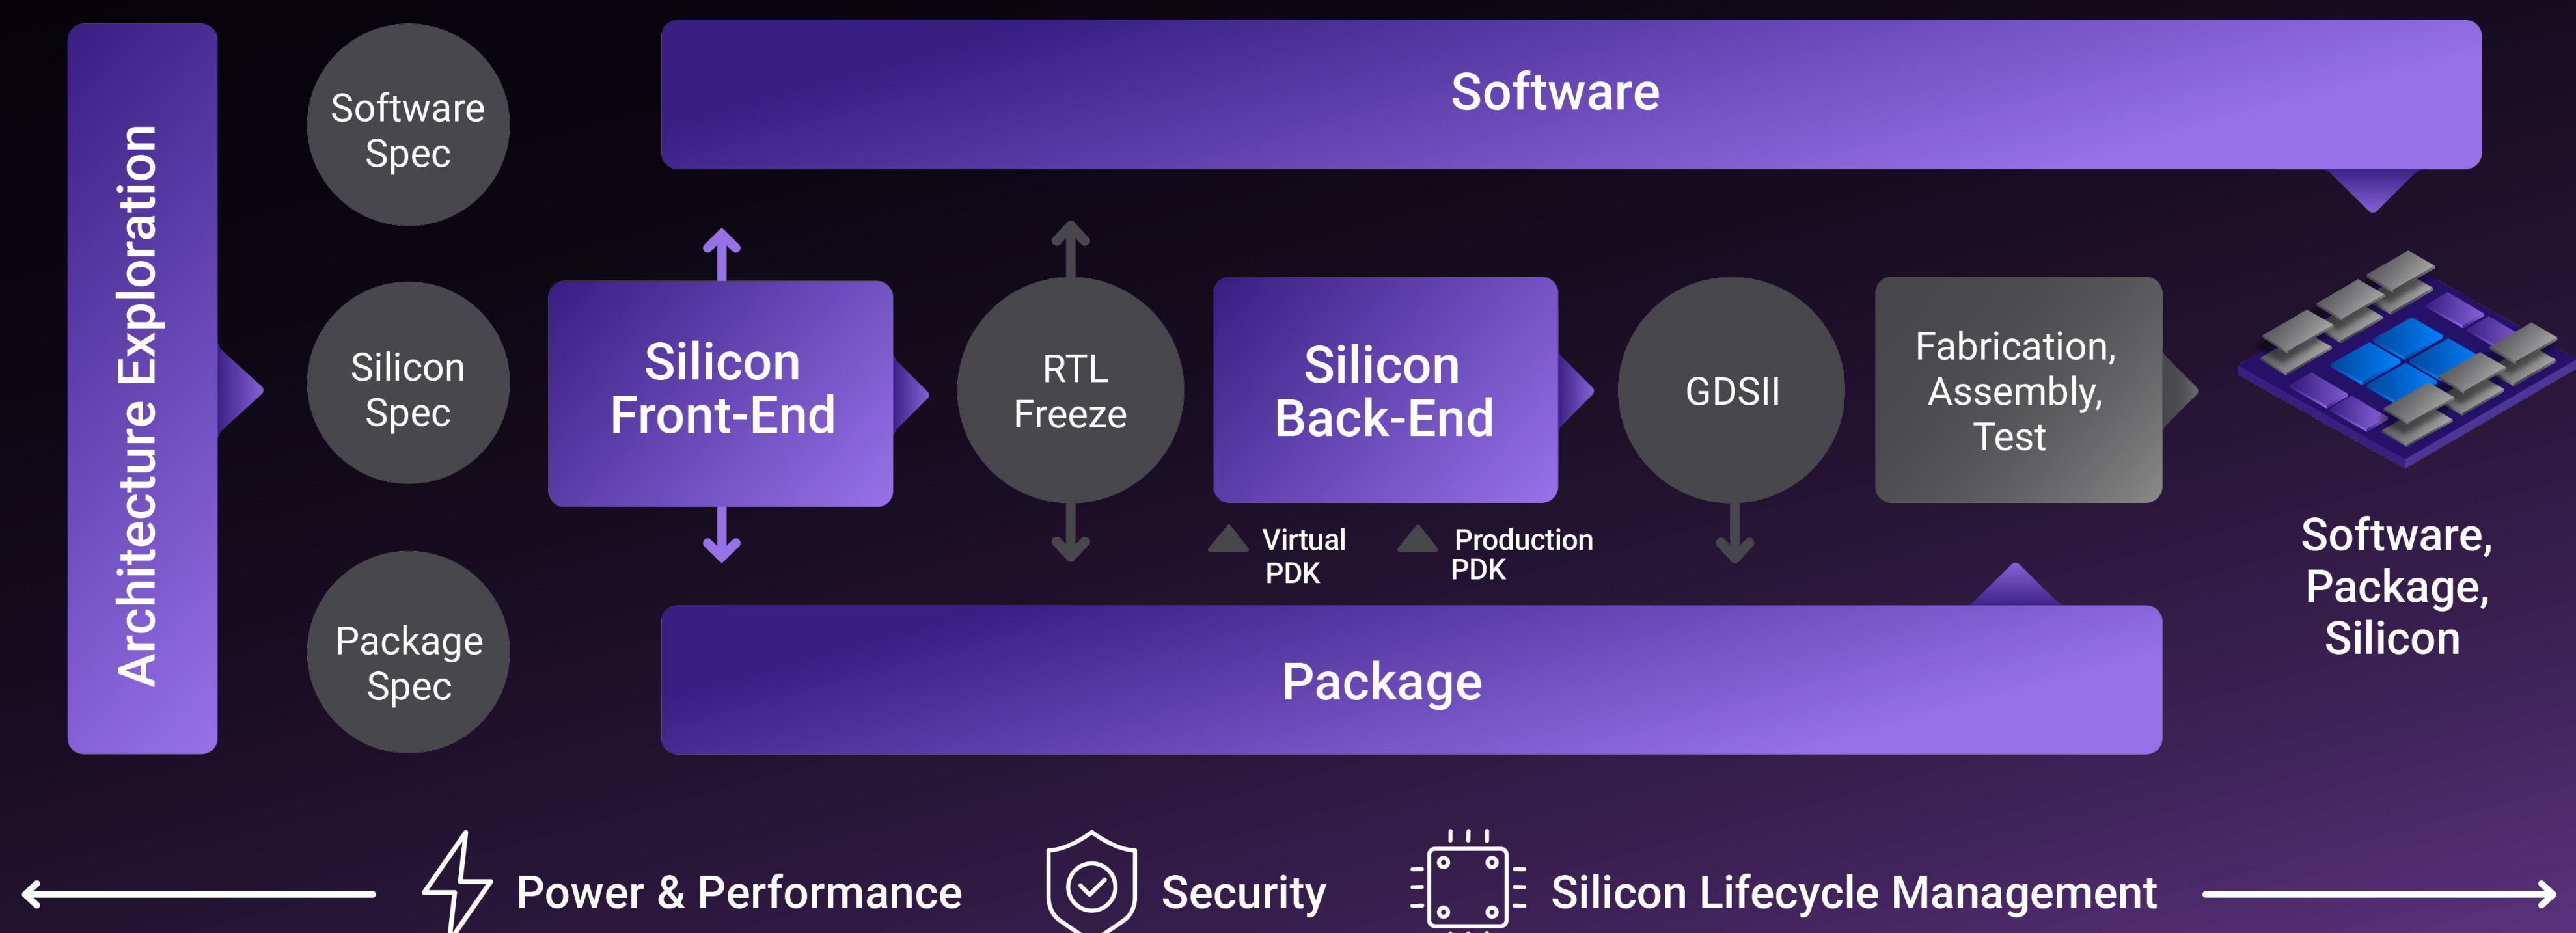 Architecture Exploration
Software
Spec
Silicon
Spec
Package
Spec
Software
Silicon
Front-End
RTL
Freeze
Silicon
Back-End
Virtual
PDK
Production
PDK
GDSII
Fabrication,
Assembly,
Test
Package
Software,
Package,
Silicon
Power & Performance
Security
Silicon Lifecycle Management